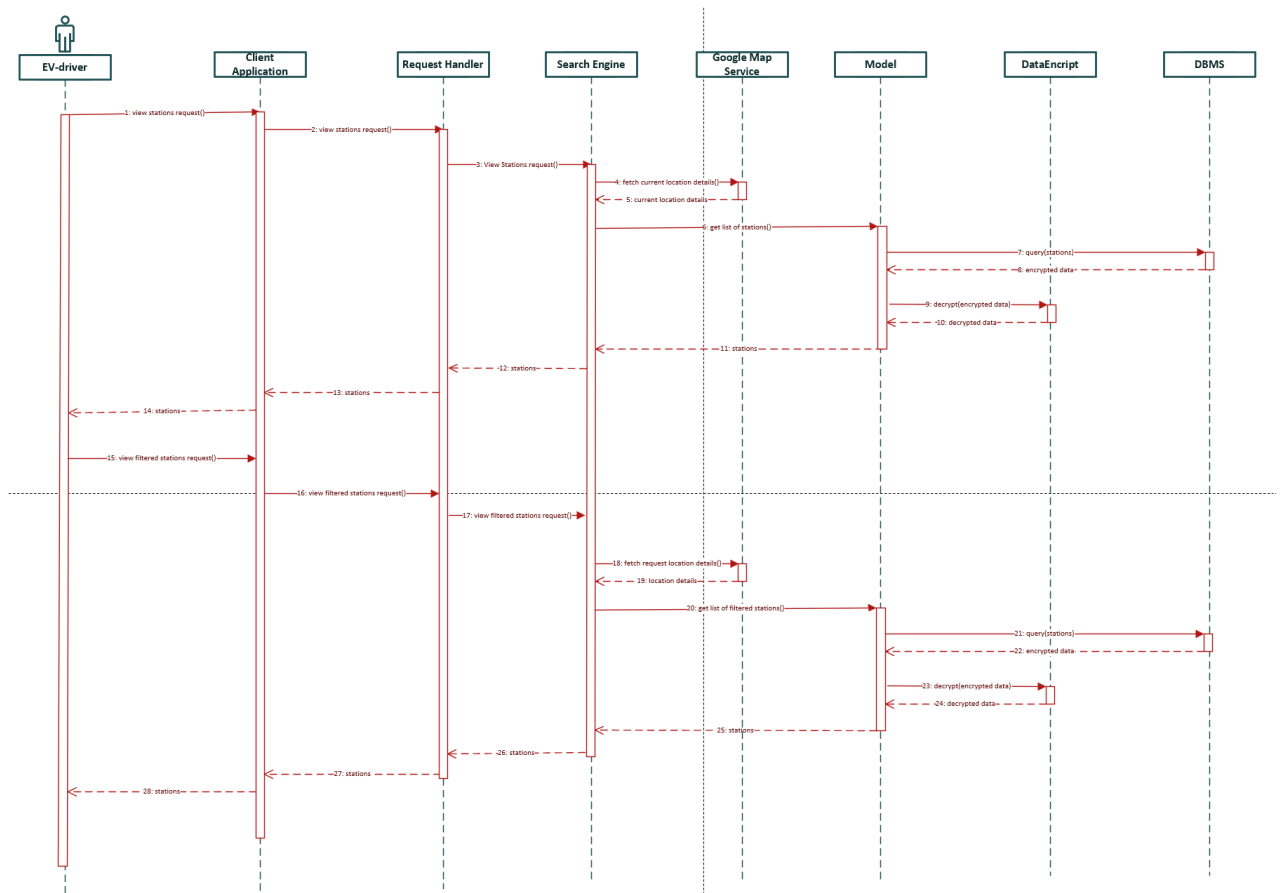 EV-driver
Client
Application
Request Handler
Search Engine
Google Map
Service
Model
DataEncript
DBMS
1: view stations request()
2: view stations request()
3: View Stations request()
4: fetch current location details()
5: current location details
6: get list of stations()
7: query(stations)
8: encrypted data
9: decrypt(encrypted data)
10: decrypted data
11: stations
12: stations
13: stations
14: stations
15: view filtered stations request()
16: view filtered stations request()
17: view filtered stations request()
18: fetch request location details()
19: location details
20: get list of filtered stations()
21: query(stations)
22: encrypted data
23: decrypt(encrypted data)
24: decrypted data
25: stations
26: stations
27: stations
28: stations